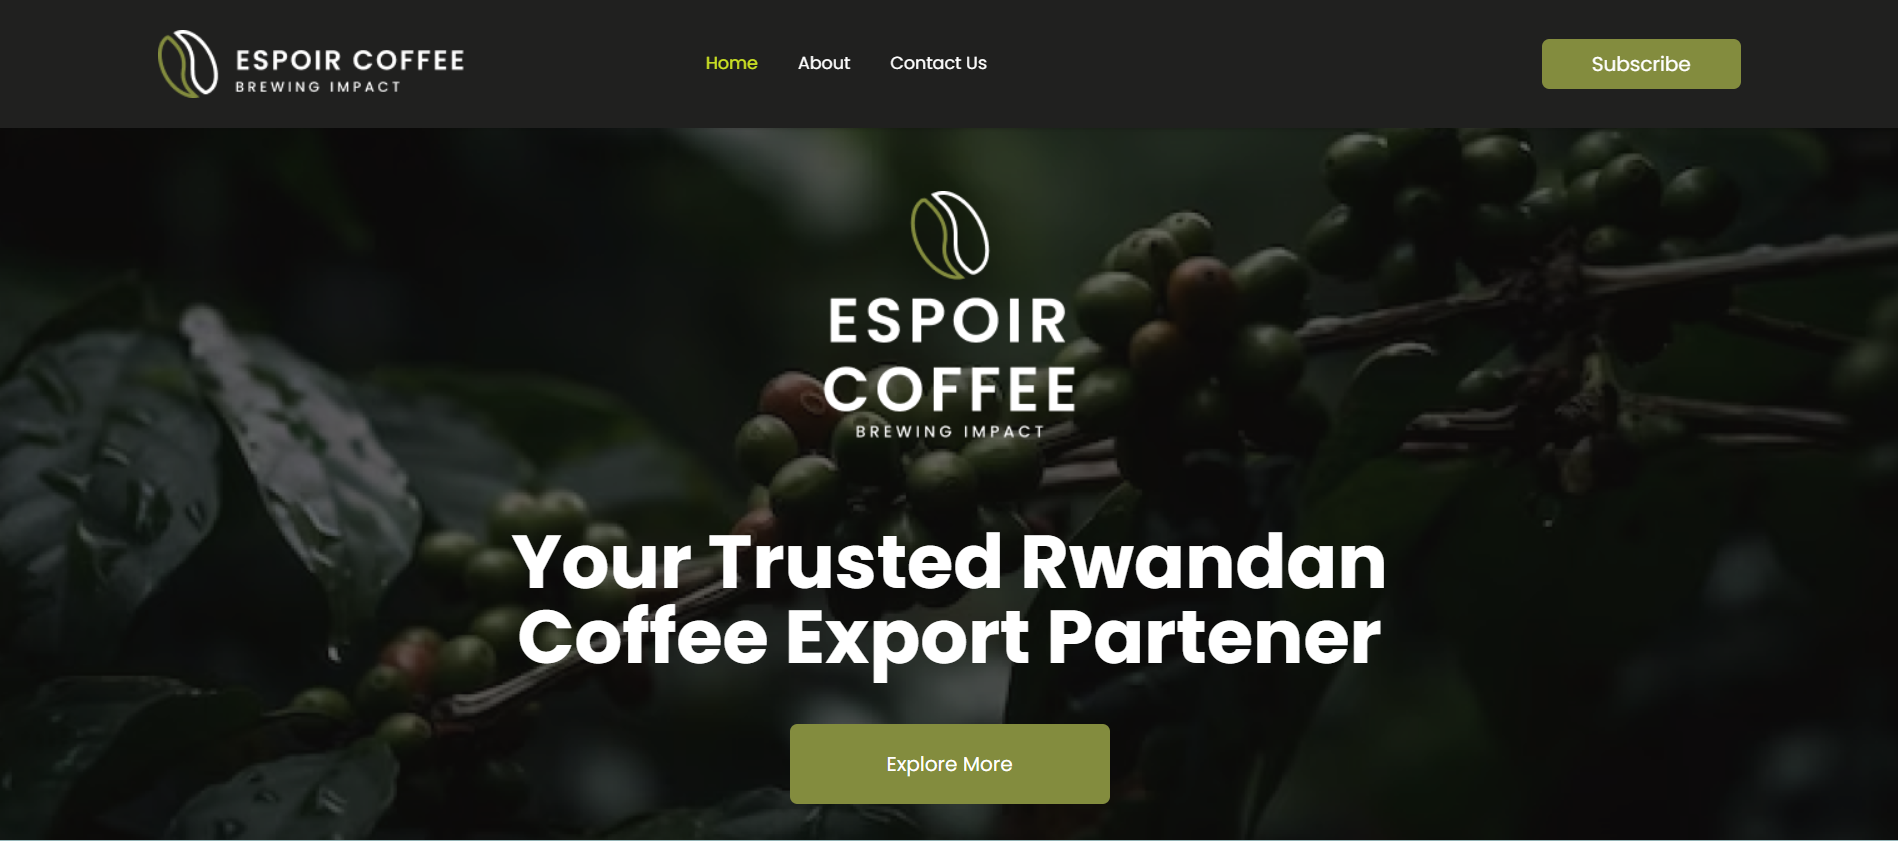 ESPOIR COFFEE
BREWING IMPACT
Home About Contact Us
Subscribe
ESPOIR
COFFEE
BREWING IMPACT
Your Trusted Rwandan
Coffee Export Partener
Explore More